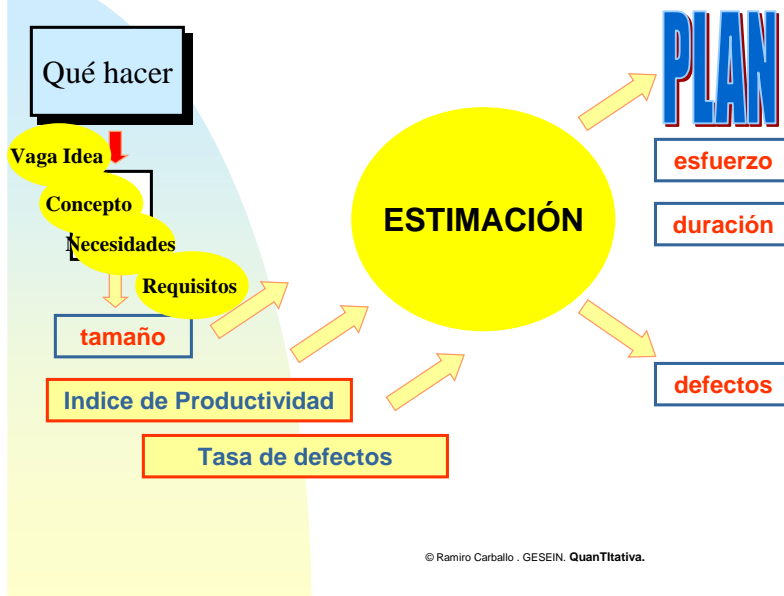 Qué hacer
Vaga Idea
Concepto
Necesidades
Requisitos
tamaño
Indice de Productividad
Tasa de defectos
ESTIMACIÓN
PLAN
esfuerzo
duración
defectos
© Ramiro Carballo . GESEIN. QuanTItativa.